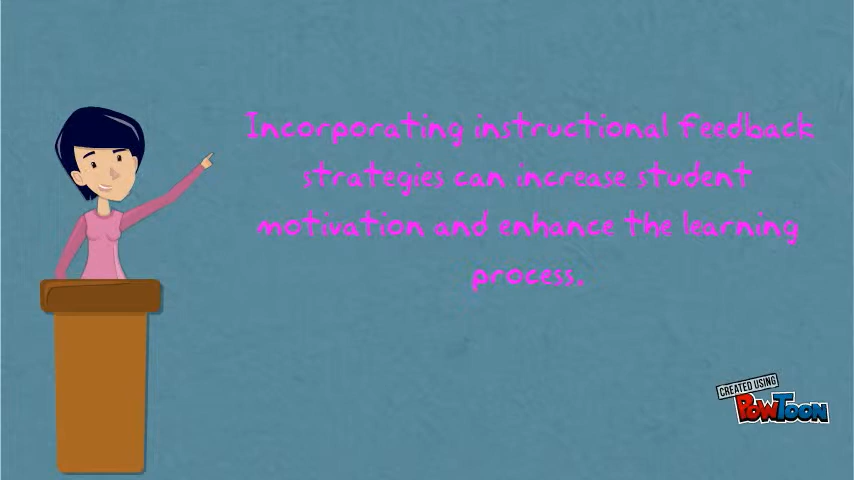 Incorporating instructional feedback
strategies can increase student
motivation and enhance the learning
process.
CREATED USING
POWTOON